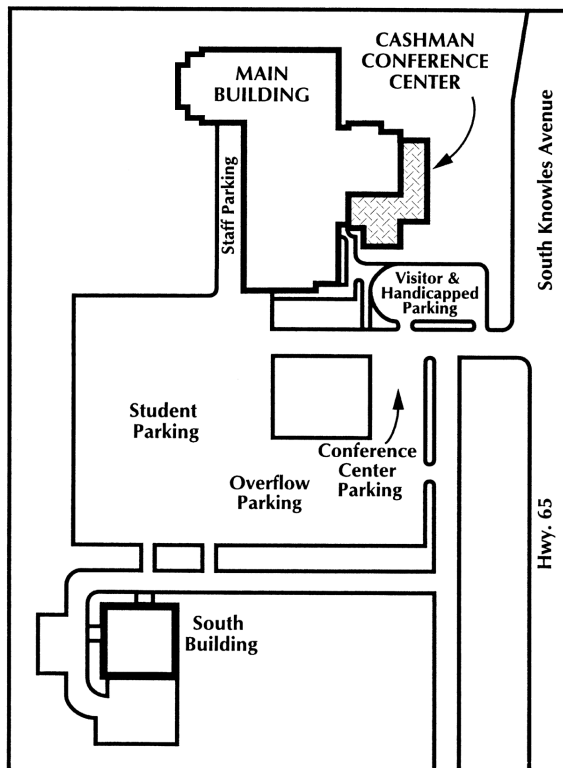 CASHMAN
CONFERENCE
CENTER
MAIN
BUILDING
South Knowles Avenue
Staff Parking
Visitor &
Handicapped
Parking
Student
Parking
Conference
Center
Parking
Overflow
Parking
Hwy. 65
South
Building